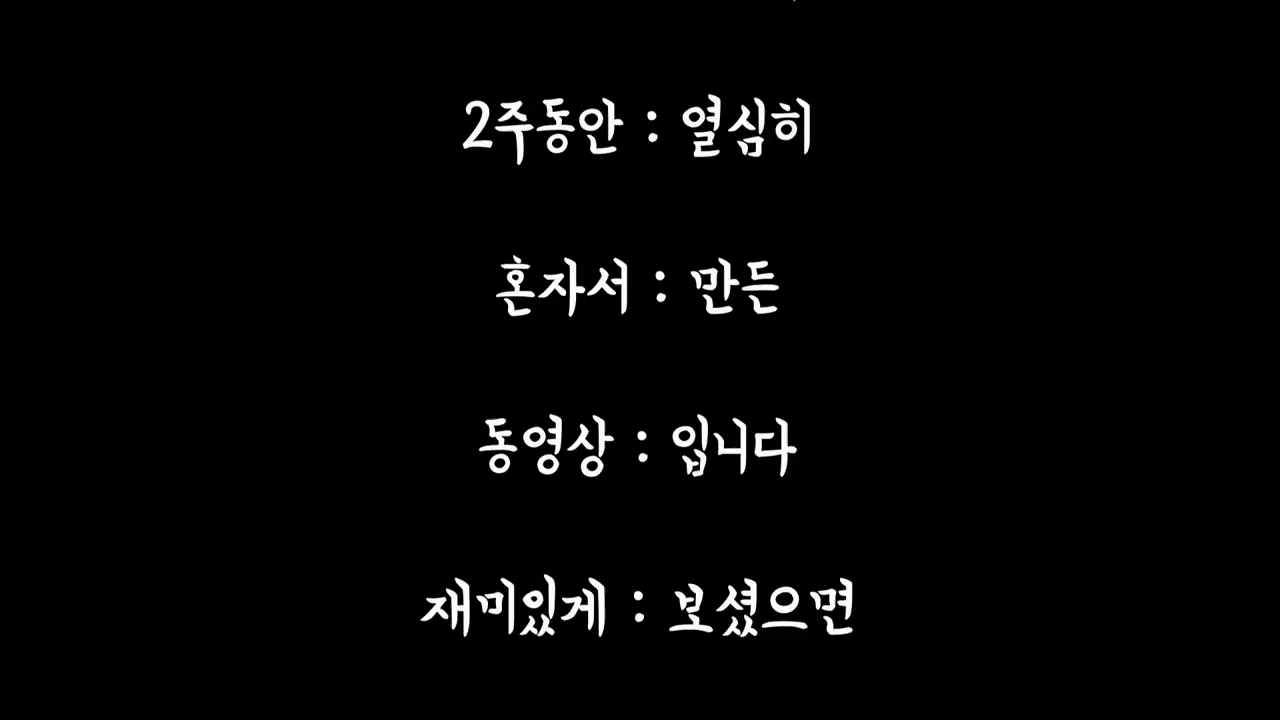 2주동안 : 열심히
혼자서 : 만든
동영상 : 입니다
재미있게 : 보셨으면